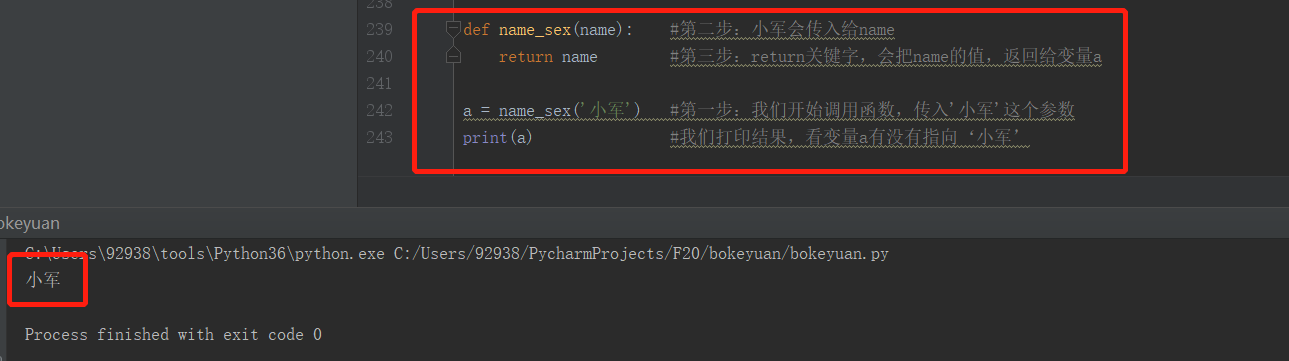 238
239 def name_sex(name): #第二步：小军会传入给name
240 return name #第三步：return关键字，会把name的值，返回给变量a
241
242 a = name_sex('小军') #第一步：我们开始调用函数，传入'小军'这个参数
243 print(a) #我们打印结果，看变量a有没有指向‘小军’
okeyuan
C:\Users\92938\tools\Python36\python.exe C:/Users/92938/PycharmProjects/F20/bokeyuan/bokeyuan.py
小军
Process finished with exit code 0